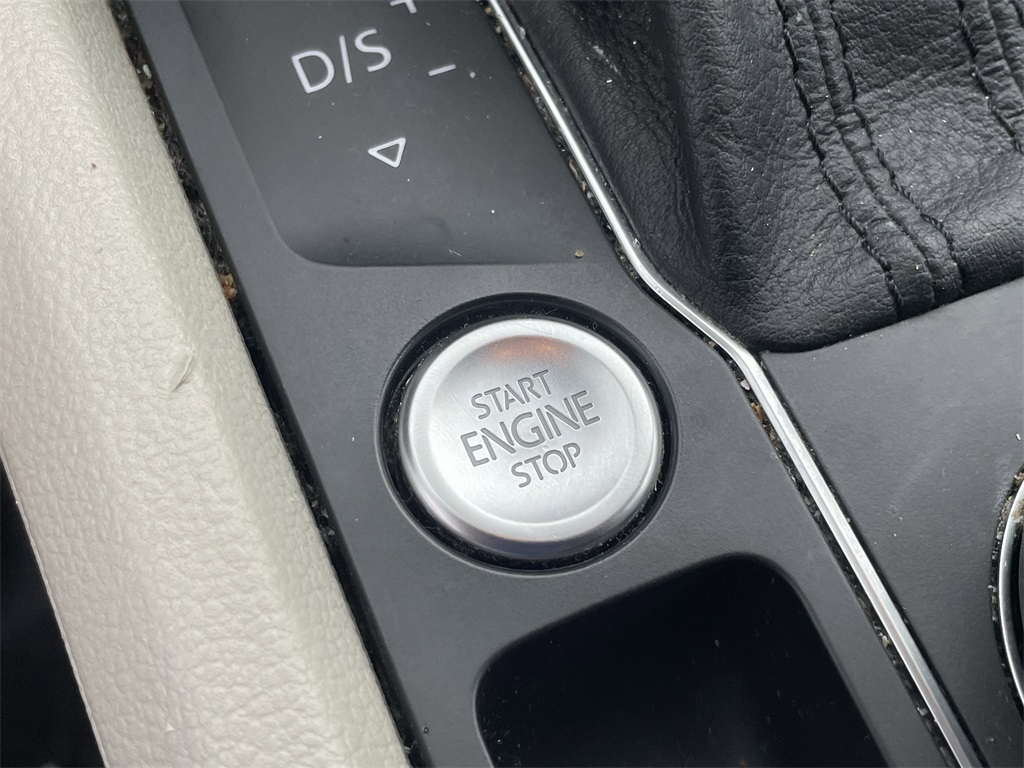 +
D/S
–
START
ENGINE
STOP